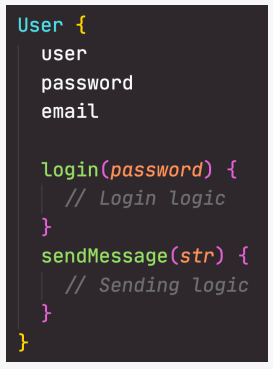 User {
user
password
email
login(password) {
// Login logic
}
sendMessage(str) {
// Sending logic
}
}